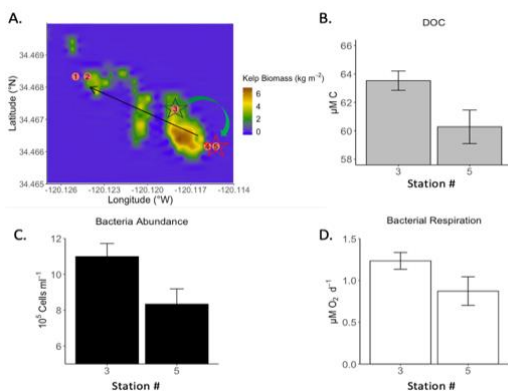 A.
34.469
34.468
34.467
34.466
34.465
Latitude (°N)
1 2
3
5
-120.126 -120.123 -120.120 -120.117 -120.114
Longitude (°W)
Kelp Biomass (kg m⁻²)
6
4
2
0
B.
DOC
66
64
62
60
58
µM C
3 5
Station #
C.
Bacteria Abundance
12
10
8
6
10⁵ Cells ml⁻¹
3 5
Station #
D.
Bacterial Respiration
1.5
1.0
0.5
0.0
µM O₂ d⁻¹
3 5
Station #